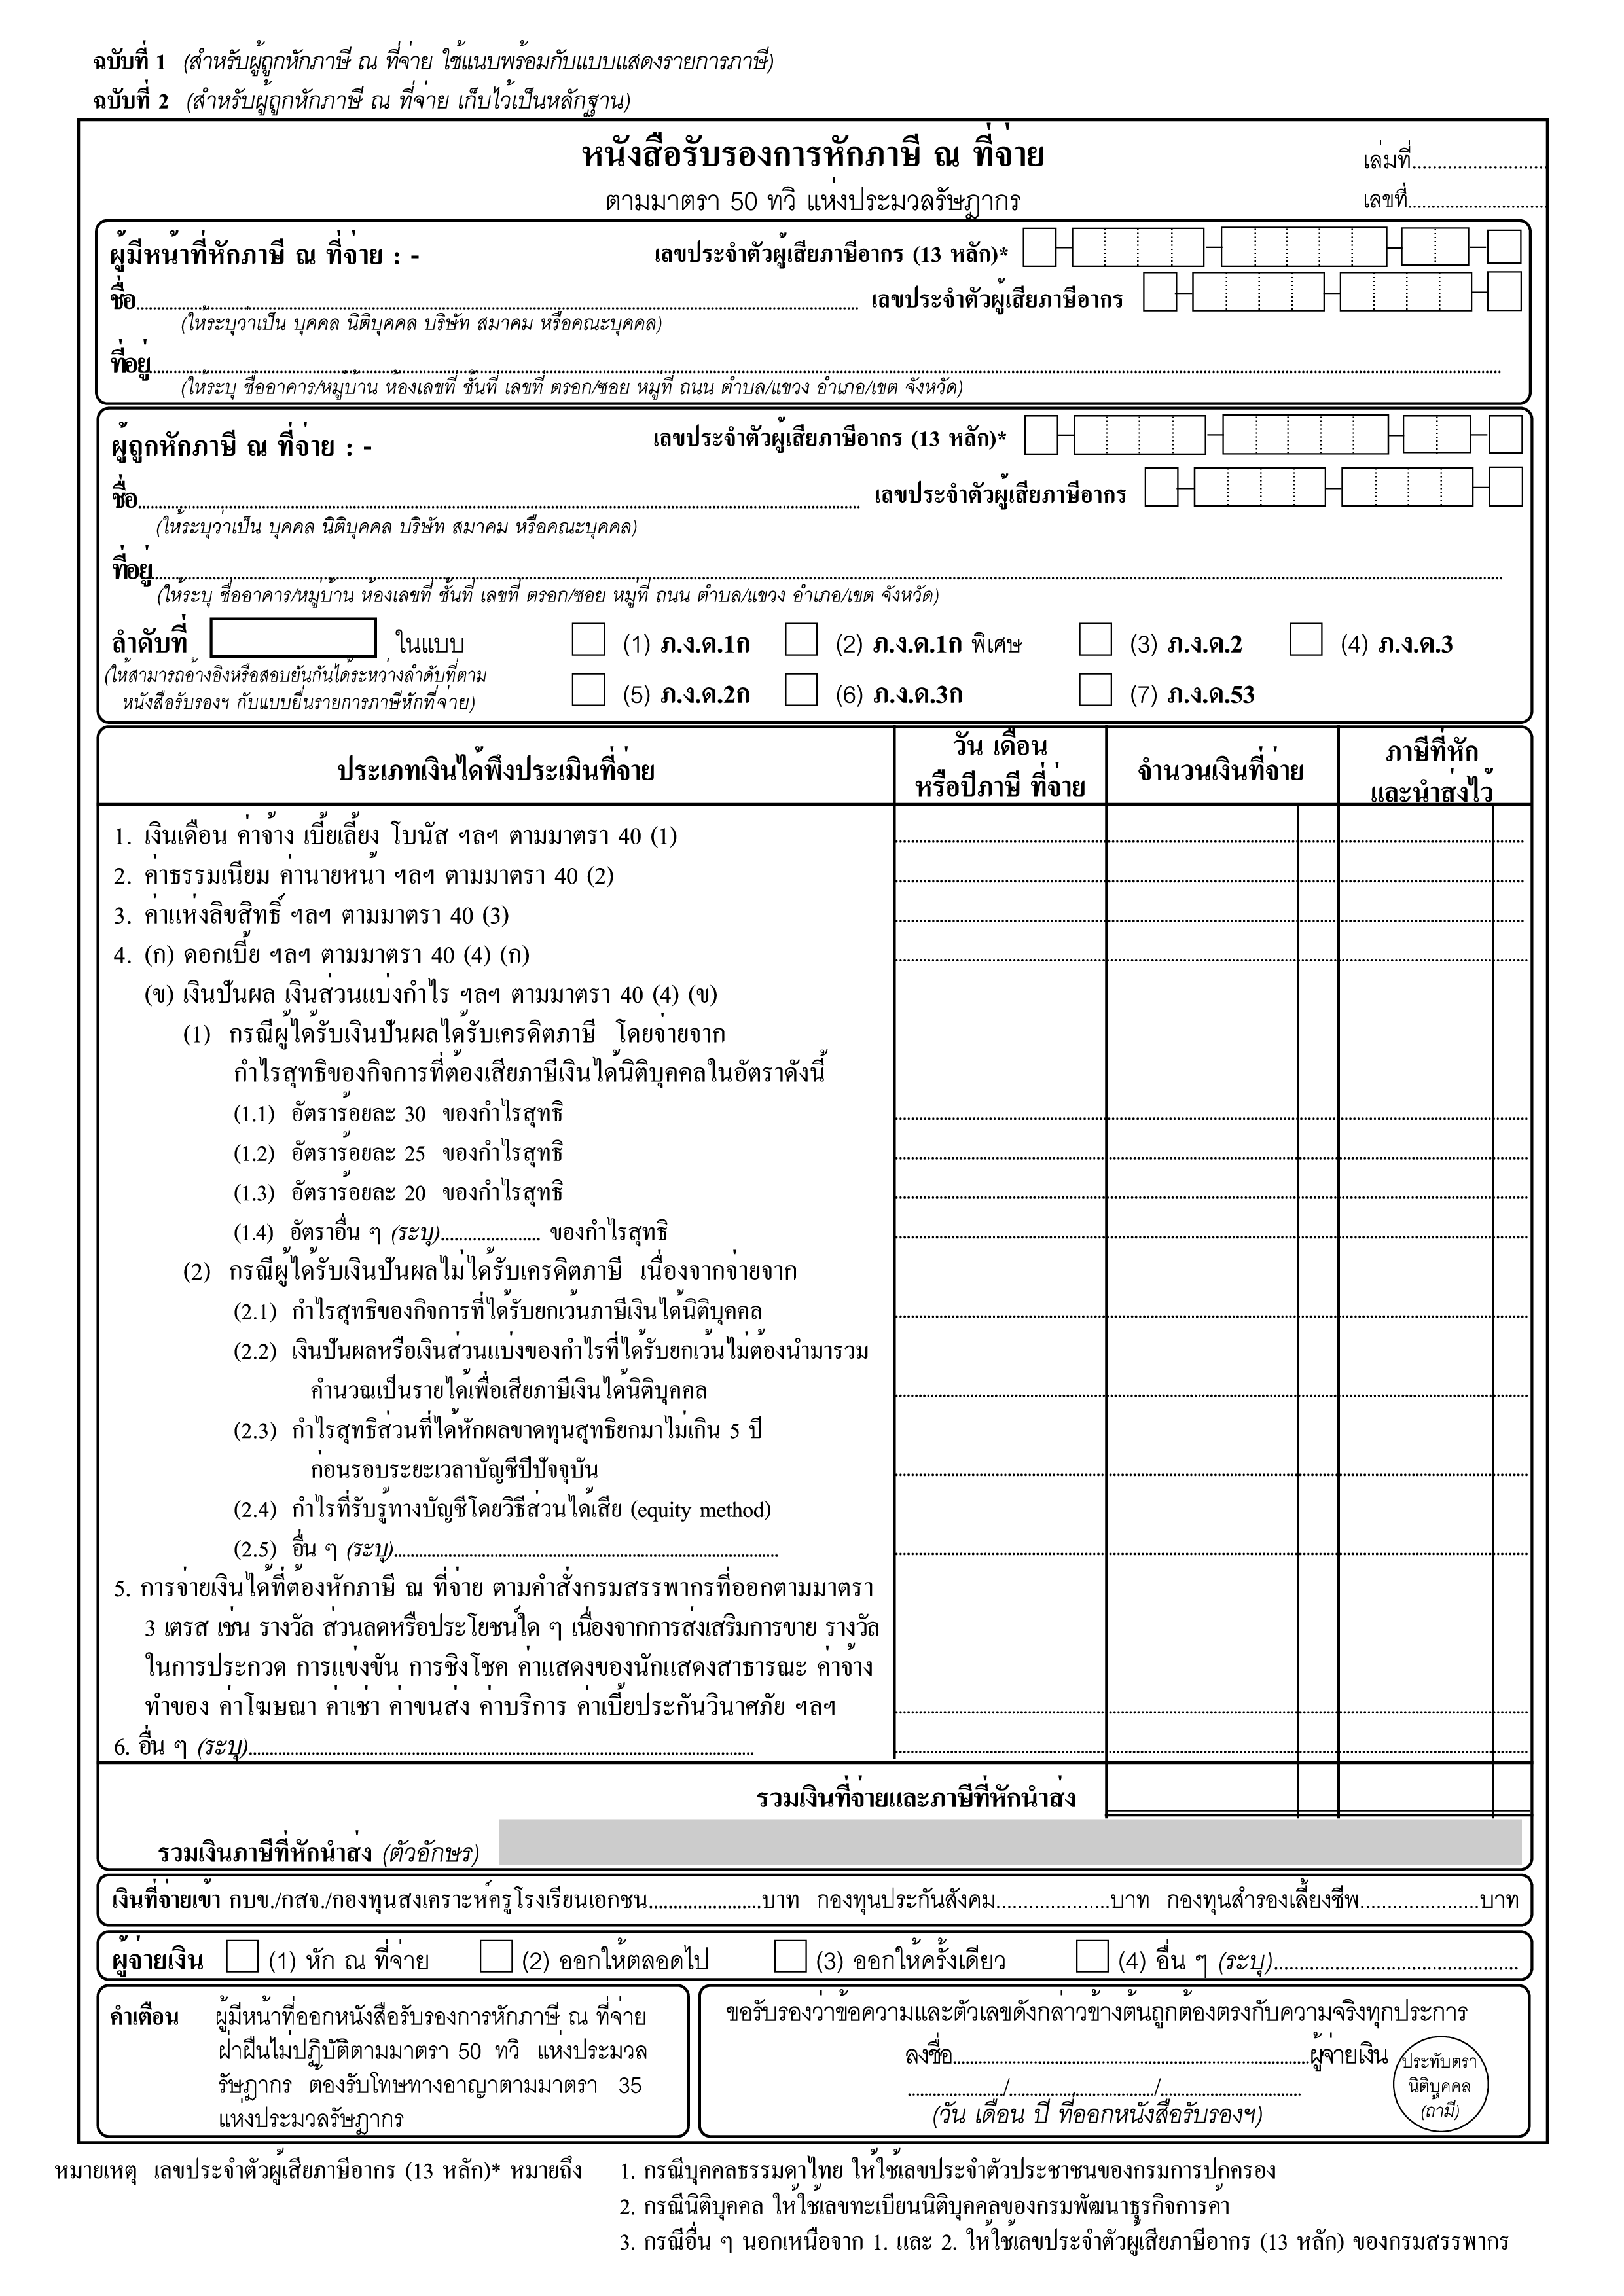 ฉบับที่ 1 (สำหรับผู้ถูกหักภาษี ณ ที่จ่าย ใช้แนบพร้อมกับแบบแสดงรายการภาษี)
ฉบับที่ 2 (สำหรับผู้ถูกหักภาษี ณ ที่จ่าย เก็บไว้เป็นหลักฐาน)
หนังสือรับรองการหักภาษี ณ ที่จ่าย
เล่มที่........................
ตามมาตรา 50 ทวิ แห่งประมวลรัษฎากร
เลขที่........................
ผู้มีหน้าที่หักภาษี ณ ที่จ่าย : - เลขประจำตัวผู้เสียภาษีอากร (13 หลัก)*
ชื่อ........................ เลขประจำตัวผู้เสียภาษีอากร
(ให้ระบุว่าเป็น บุคคล นิติบุคคล บริษัท สมาคม หรือคณะบุคคล)
ที่อยู่........................
(ให้ระบุ ชื่ออาคาร/หมู่บ้าน ห้องเลขที่ ชั้นที่ เลขที่ ตรอก/ซอย หมู่ที่ ถนน ตำบล/แขวง อำเภอ/เขต จังหวัด)
ผู้ถูกหักภาษี ณ ที่จ่าย : - เลขประจำตัวผู้เสียภาษีอากร (13 หลัก)*
ชื่อ........................ เลขประจำตัวผู้เสียภาษีอากร
(ให้ระบุว่าเป็น บุคคล นิติบุคคล บริษัท สมาคม หรือคณะบุคคล)
ที่อยู่........................
(ให้ระบุ ชื่ออาคาร/หมู่บ้าน ห้องเลขที่ ชั้นที่ เลขที่ ตรอก/ซอย หมู่ที่ ถนน ตำบล/แขวง อำเภอ/เขต จังหวัด)
ลำดับที่ ในแบบ (1) ภ.ง.ด.1ก (2) ภ.ง.ด.1ก พิเศษ (3) ภ.ง.ด.2 (4) ภ.ง.ด.3
(ให้สามารถอ้างอิงหรือสอบยันกันได้ระหว่างลำดับที่ตาม
หนังสือรับรองฯ กับแบบยื่นรายการภาษีหักที่จ่าย) (5) ภ.ง.ด.2ก (6) ภ.ง.ด.3ก (7) ภ.ง.ด.53
ประเภทเงินได้พึงประเมินที่จ่าย
วัน เดือน
หรือปีภาษี ที่จ่าย
จำนวนเงินที่จ่าย
ภาษีที่หัก
และนำส่งไว้
1. เงินเดือน ค่าจ้าง เบี้ยเลี้ยง โบนัส ฯลฯ ตามมาตรา 40 (1)
2. ค่าธรรมเนียม ค่านายหน้า ฯลฯ ตามมาตรา 40 (2)
3. ค่าแห่งลิขสิทธิ์ ฯลฯ ตามมาตรา 40 (3)
4. (ก) ดอกเบี้ย ฯลฯ ตามมาตรา 40 (4) (ก)
(ข) เงินปันผล เงินส่วนแบ่งกำไร ฯลฯ ตามมาตรา 40 (4) (ข)
(1) กรณีผู้ได้รับเงินปันผลได้รับเครดิตภาษี โดยจ่ายจาก
กำไรสุทธิของกิจการที่ต้องเสียภาษีเงินได้นิติบุคคลในอัตราดังนี้
(1.1) อัตราร้อยละ 30 ของกำไรสุทธิ
(1.2) อัตราร้อยละ 25 ของกำไรสุทธิ
(1.3) อัตราร้อยละ 20 ของกำไรสุทธิ
(1.4) อัตราอื่น ๆ (ระบุ)...................... ของกำไรสุทธิ
(2) กรณีผู้ได้รับเงินปันผลไม่ได้รับเครดิตภาษี เนื่องจากจ่ายจาก
(2.1) กำไรสุทธิของกิจการที่ได้รับยกเว้นภาษีเงินได้นิติบุคคล
(2.2) เงินปันผลหรือเงินส่วนแบ่งของกำไรที่ได้รับยกเว้นไม่ต้องนำมารวม
คำนวณเป็นรายได้เพื่อเสียภาษีเงินได้นิติบุคคล
(2.3) กำไรสุทธิส่วนที่ได้หักผลขาดทุนสุทธิยกมาไม่เกิน 5 ปี
ก่อนรอบระยะเวลาบัญชีปีปัจจุบัน
(2.4) กำไรที่รับรู้ทางบัญชีโดยวิธีส่วนได้เสีย (equity method)
(2.5) อื่น ๆ (ระบุ)........................
5. การจ่ายเงินได้ที่ต้องหักภาษี ณ ที่จ่าย ตามคำสั่งกรมสรรพากรที่ออกตามมาตรา
3 เตรส เช่น รางวัล ส่วนลดหรือประโยชน์ใด ๆ เนื่องจากการส่งเสริมการขาย รางวัล
ในการประกวด การแข่งขัน การชิงโชค ค่าแสดงของนักแสดงสาธารณะ ค่าจ้าง
ทำของ ค่าโฆษณา ค่าเช่า ค่าขนส่ง ค่าบริการ ค่าเบี้ยประกันวินาศภัย ฯลฯ
6. อื่น ๆ (ระบุ)........................
รวมเงินที่จ่ายและภาษีที่หักนำส่ง
รวมเงินภาษีที่หักนำส่ง (ตัวอักษร)
เงินที่จ่ายเข้า กบข./กสจ./กองทุนสงเคราะห์ครูโรงเรียนเอกชน........................บาท กองทุนประกันสังคม........................บาท กองทุนสำรองเลี้ยงชีพ........................บาท
ผู้จ่ายเงิน (1) หัก ณ ที่จ่าย (2) ออกให้ตลอดไป (3) ออกให้ครั้งเดียว (4) อื่น ๆ (ระบุ)........................
คำเตือน ผู้มีหน้าที่ออกหนังสือรับรองการหักภาษี ณ ที่จ่าย
ฝ่าฝืนไม่ปฏิบัติตามมาตรา 50 ทวิ แห่งประมวล
รัษฎากร ต้องรับโทษทางอาญาตามมาตรา 35
แห่งประมวลรัษฎากร
ขอรับรองว่าข้อความและตัวเลขดังกล่าวข้างต้นถูกต้องตรงกับความจริงทุกประการ
ลงชื่อ........................ผู้จ่ายเงิน
................/................/................
(วัน เดือน ปี ที่ออกหนังสือรับรองฯ)
ประทับตรา
นิติบุคคล
(ถ้ามี)
หมายเหตุ เลขประจำตัวผู้เสียภาษีอากร (13 หลัก)* หมายถึง 1. กรณีบุคคลธรรมดาไทย ให้ใช้เลขประจำตัวประชาชนของกรมการปกครอง
2. กรณีนิติบุคคล ให้ใช้เลขทะเบียนนิติบุคคลของกรมพัฒนาธุรกิจการค้า
3. กรณีอื่น ๆ นอกเหนือจาก 1. และ 2. ให้ใช้เลขประจำตัวผู้เสียภาษีอากร (13 หลัก) ของกรมสรรพากร